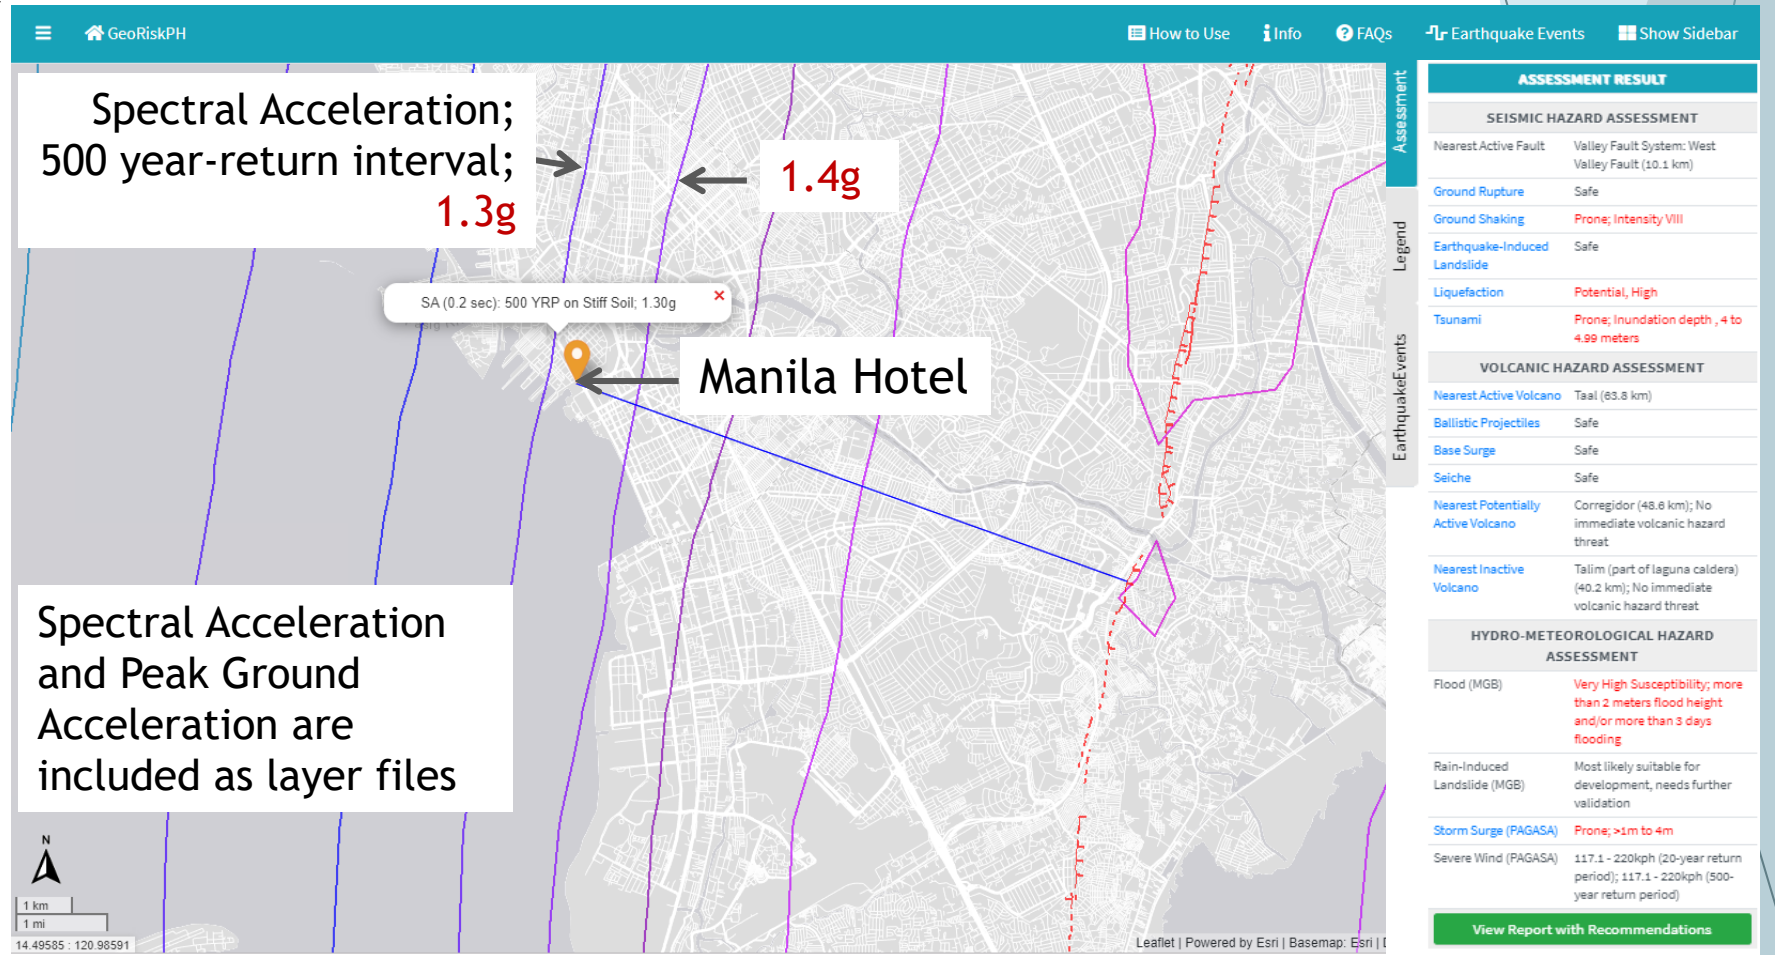 GeoRiskPH
How to Use
Info
FAQs
Earthquake Events
Show Sidebar
Spectral Acceleration;
500 year-return interval;
1.3g
1.4g
SA (0.2 sec): 500 YRP on Stiff Soil; 1.30g
Manila Hotel
Spectral Acceleration
and Peak Ground
Acceleration are
included as layer files
N
1 km
1 mi
14.49585 : 120.98591
Leaflet | Powered by Esri | Basemap: Esri |
Assessment
Legend
EarthquakeEvents
ASSESSMENT RESULT
SEISMIC HAZARD ASSESSMENT
Nearest Active Fault
Valley Fault System: West
Valley Fault (10.1 km)
Ground Rupture
Safe
Ground Shaking
Prone; Intensity VIII
Earthquake-Induced
Landslide
Safe
Liquefaction
Potential, High
Tsunami
Prone; Inundation depth , 4 to
4.99 meters
VOLCANIC HAZARD ASSESSMENT
Nearest Active Volcano
Taal (63.8 km)
Ballistic Projectiles
Safe
Base Surge
Safe
Seiche
Safe
Nearest Potentially
Active Volcano
Corregidor (48.6 km); No
immediate volcanic hazard
threat
Nearest Inactive
Volcano
Talim (part of laguna caldera)
(40.2 km); No immediate
volcanic hazard threat
HYDRO-METEOROLOGICAL HAZARD
ASSESSMENT
Flood (MGB)
Very High Susceptibility; more
than 2 meters flood height
and/or more than 3 days
flooding
Rain-Induced
Landslide (MGB)
Most likely suitable for
development, needs further
validation
Storm Surge (PAGASA)
Prone; >1m to 4m
Severe Wind (PAGASA)
117.1 - 220kph (20-year return
period); 117.1 - 220kph (500-
year return period)
View Report with Recommendations